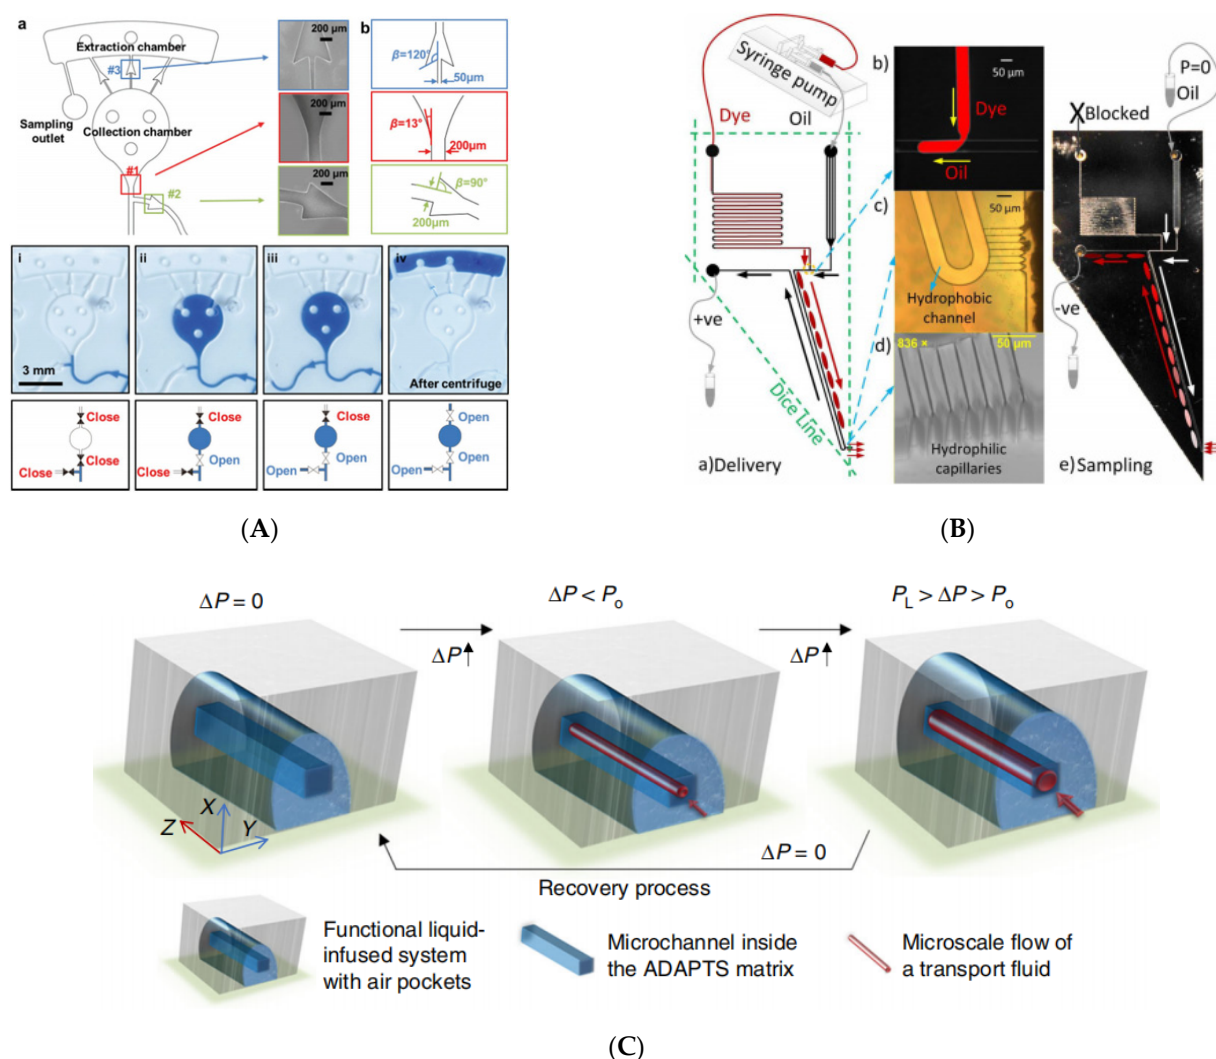 a
Extraction chamber
#3
Sampling
outlet
Collection chamber
#1
#2
200 µm
200 µm
200 µm
b
β=120°
50µm
β=13°
200µm
β=90°
200µm
i
ii
iii
iv
3 mm
After centrifuge
Close
Close
Close
Close
Open
Close
Close
Open
Open
Open
Open
Open
(A)
Syringe pump
Dye
Oil
+ve
Dice Line
a)Delivery
b)
50 µm
Dye
Oil
c)
50 µm
Hydrophobic
channel
d)
836 ×
50 µm
Hydrophilic
capillaries
P=0
Oil
X Blocked
-ve
e)Sampling
(B)
ΔP = 0
ΔP < Po
PL > ΔP > Po
ΔP
ΔP
X
Z
Y
ΔP = 0
Recovery process
Functional liquid-
infused system
with air pockets
Microchannel inside
the ADAPTS matrix
Microscale flow of
a transport fluid
(C)